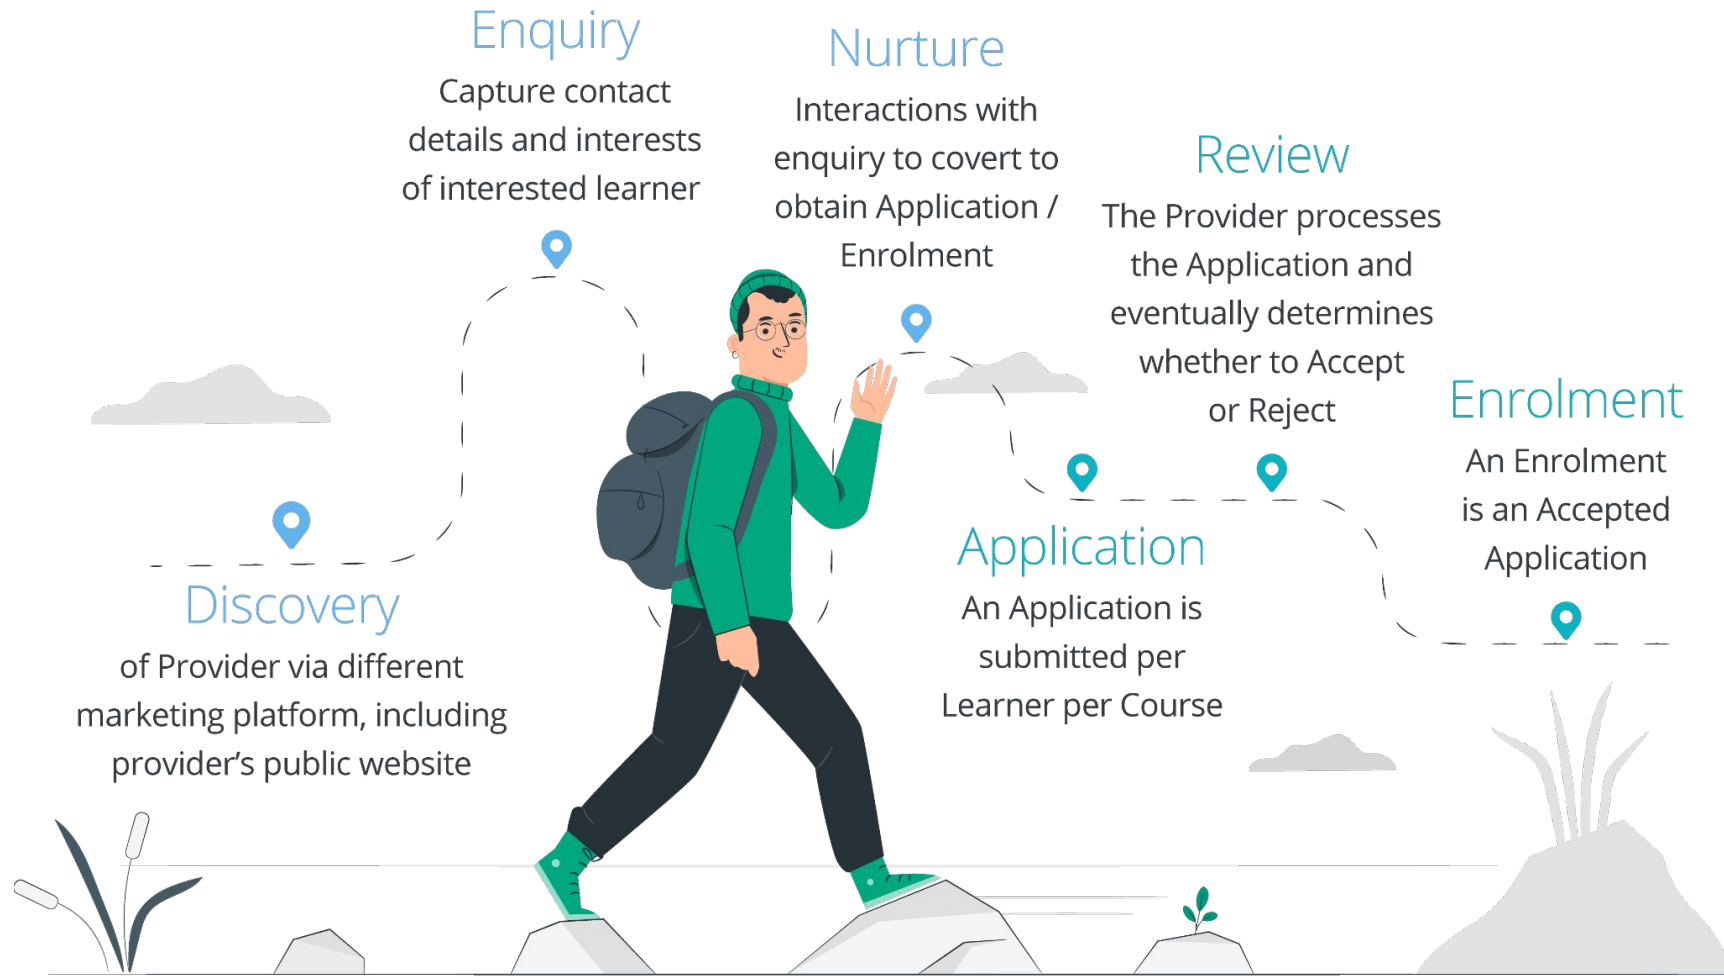 Enquiry
Capture contact
details and interests
of interested learner
Nurture
Interactions with
enquiry to covert to
obtain Application /
Enrolment
Review
The Provider processes
the Application and
eventually determines
whether to Accept
or Reject
Enrolment
An Enrolment
is an Accepted
Application
Discovery
of Provider via different
marketing platform, including
provider's public website
Application
An Application is
submitted per
Learner per Course